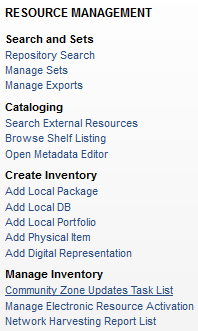 RESOURCE MANAGEMENT
Search and Sets
Repository Search
Manage Sets
Manage Exports
Cataloging
Search External Resources
Browse Shelf Listing
Open Metadata Editor
Create Inventory
Add Local Package
Add Local DB
Add Local Portfolio
Add Physical Item
Add Digital Representation
Manage Inventory
Community Zone Updates Task List
Manage Electronic Resource Activation
Network Harvesting Report List